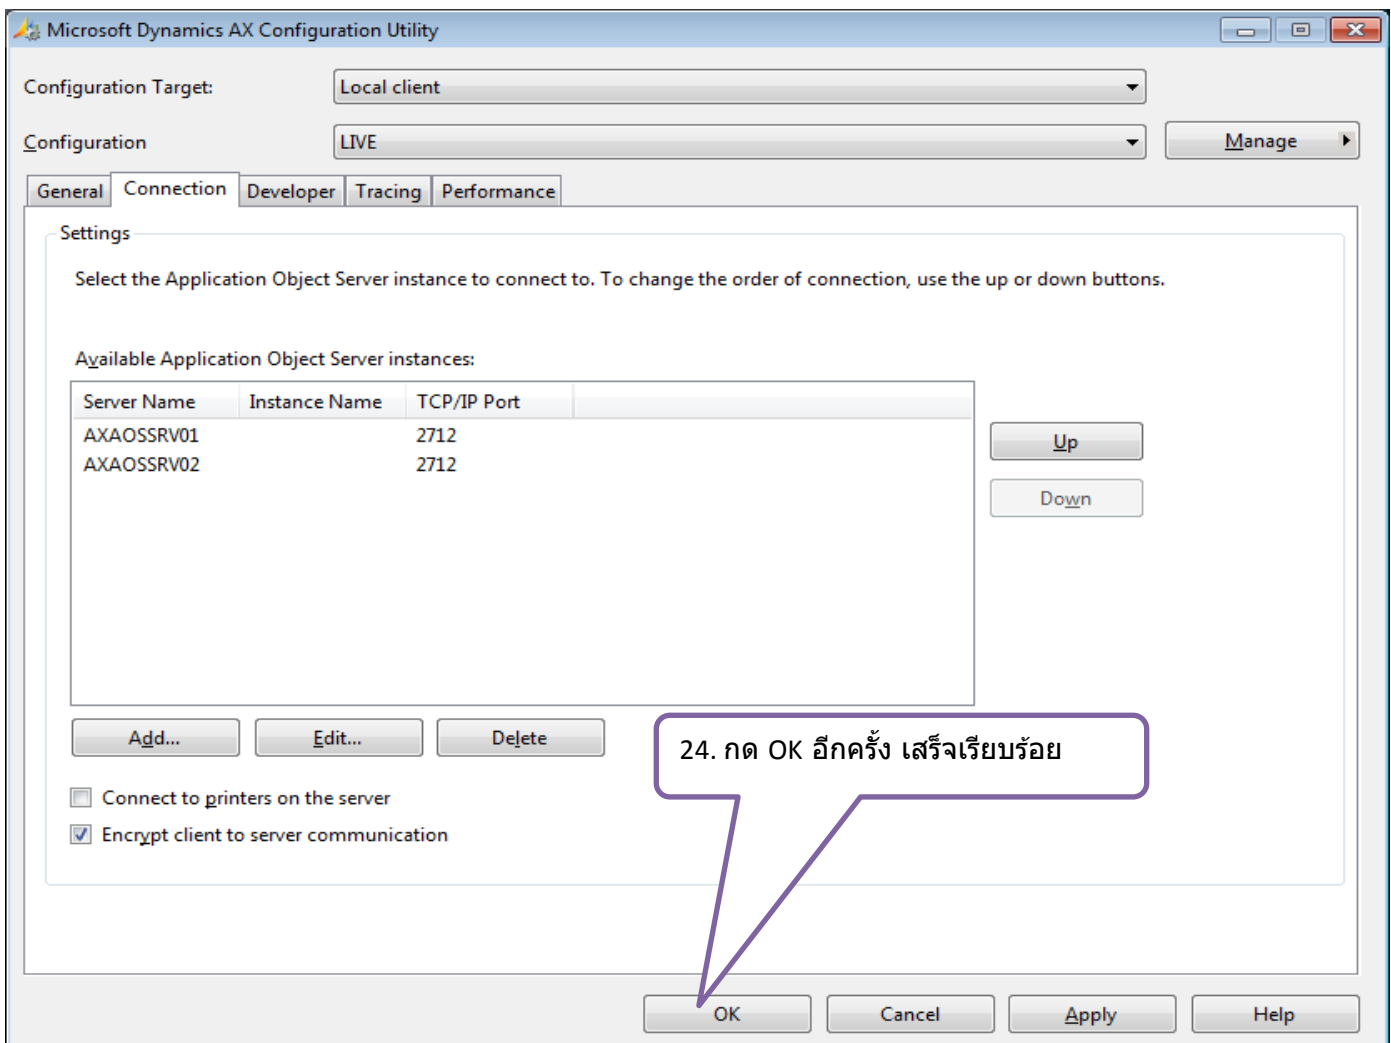 Microsoft Dynamics AX Configuration Utility
Configuration Target: Local client
Configuration LIVE Manage
General Connection Developer Tracing Performance
Settings
Select the Application Object Server instance to connect to. To change the order of connection, use the up or down buttons.
Available Application Object Server instances:
Server Name Instance Name TCP/IP Port
AXAOSSRV01 2712
Up
AXAOSSRV02 2712
Down
Add... Edit... Delete
24. กด OK อีกครั้ง เสร็จเรียบร้อย
Connect to printers on the server
Encrypt client to server communication
OK Cancel Apply Help